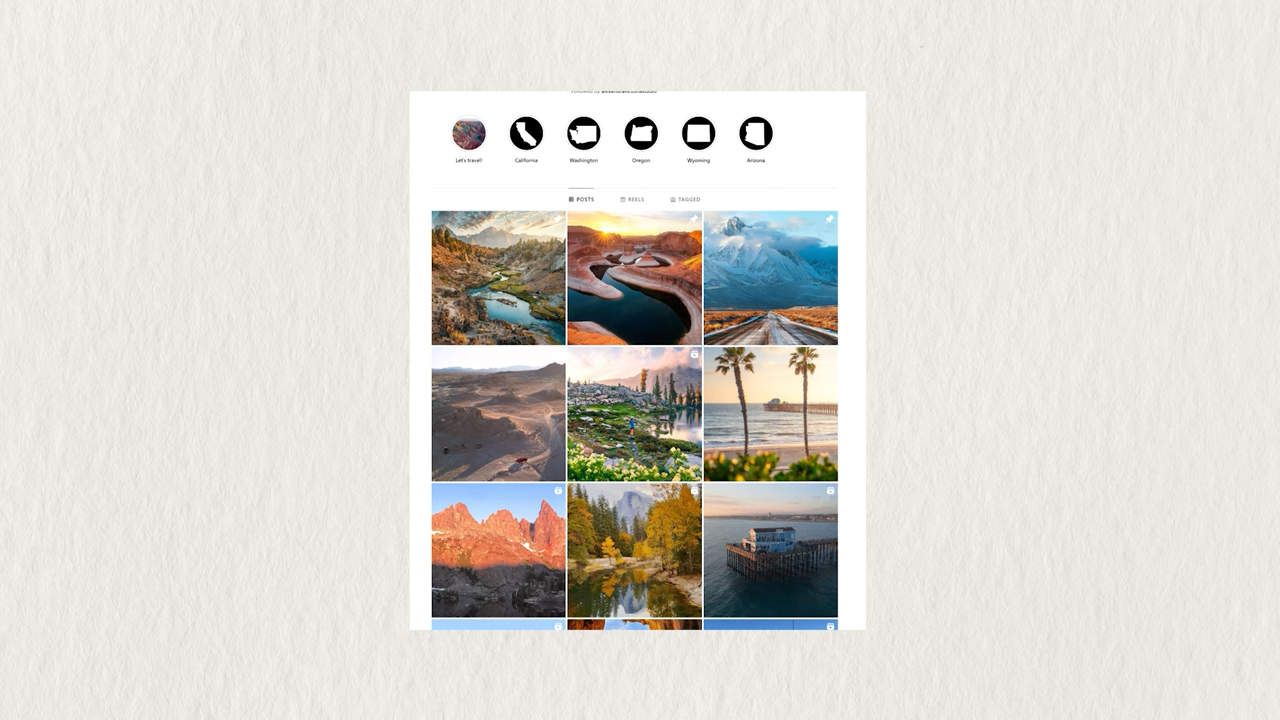 Let's travel!
California
Washington
Oregon
Wyoming
Arizona
POSTS
REELS
TAGGED